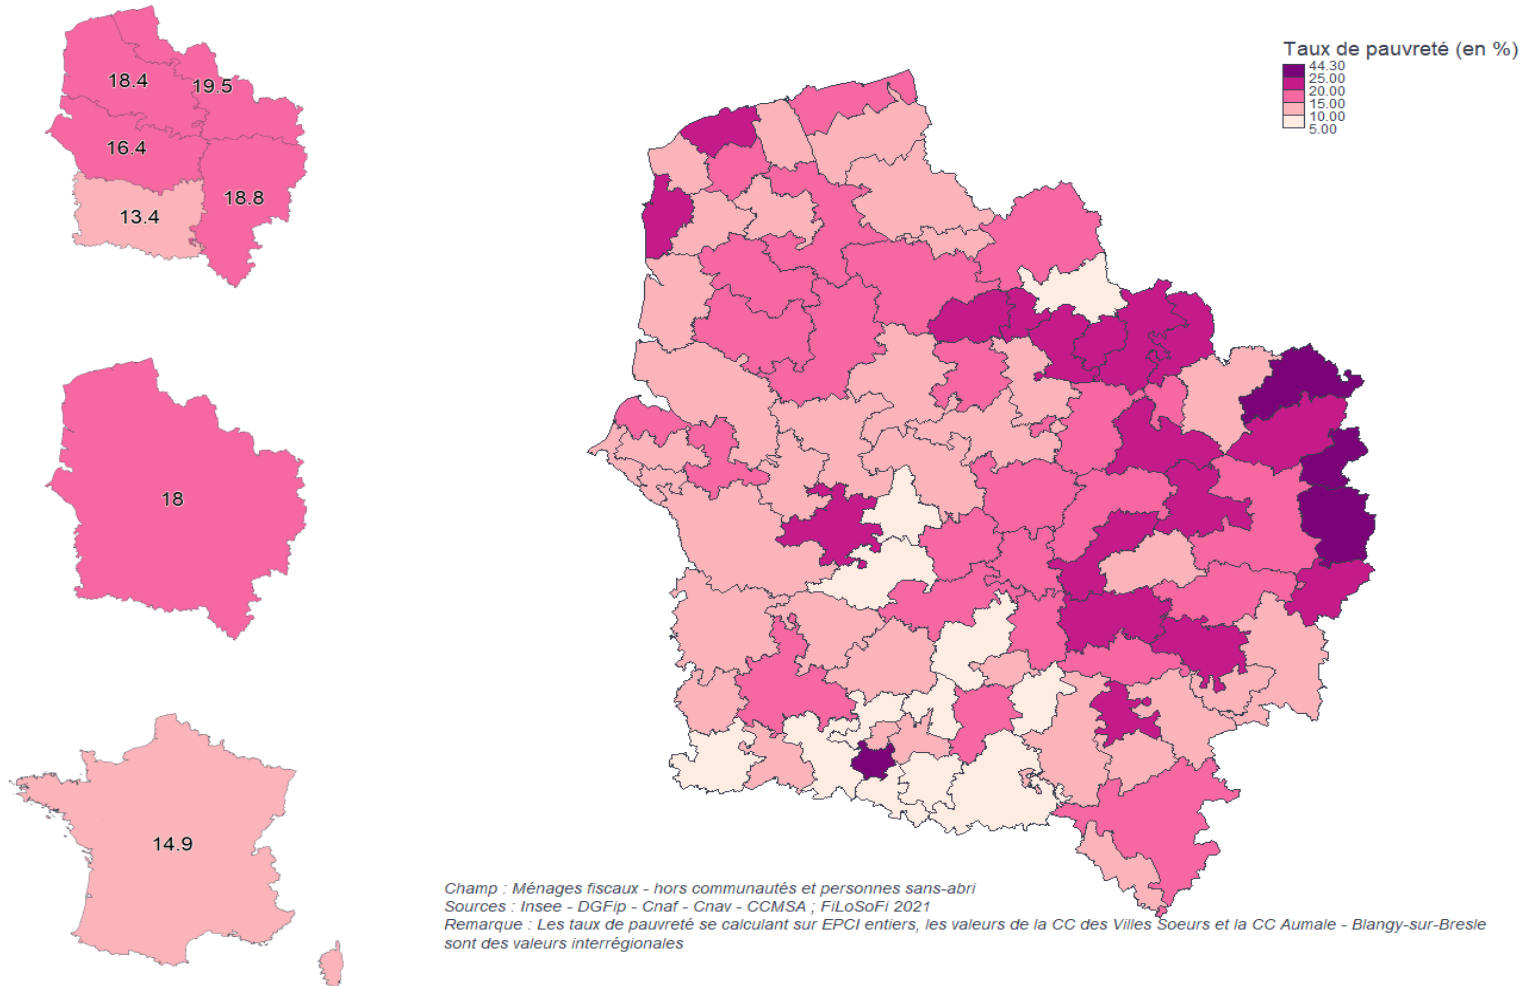 Taux de pauvreté (en %)
44.30
25.00
20.00
15.00
10.00
5.00
18.4
19.5
16.4
18.8
13.4
18
14.9
Champ : Ménages fiscaux - hors communautés et personnes sans-abri
Sources : Insee - DGFip - Cnaf - Cnav - CCMSA ; FiLoSoFi 2021
Remarque : Les taux de pauvreté se calculant sur EPCI entiers, les valeurs de la CC des Villes Soeurs et la CC Aumale - Blangy-sur-Bresle
sont des valeurs interrégionales